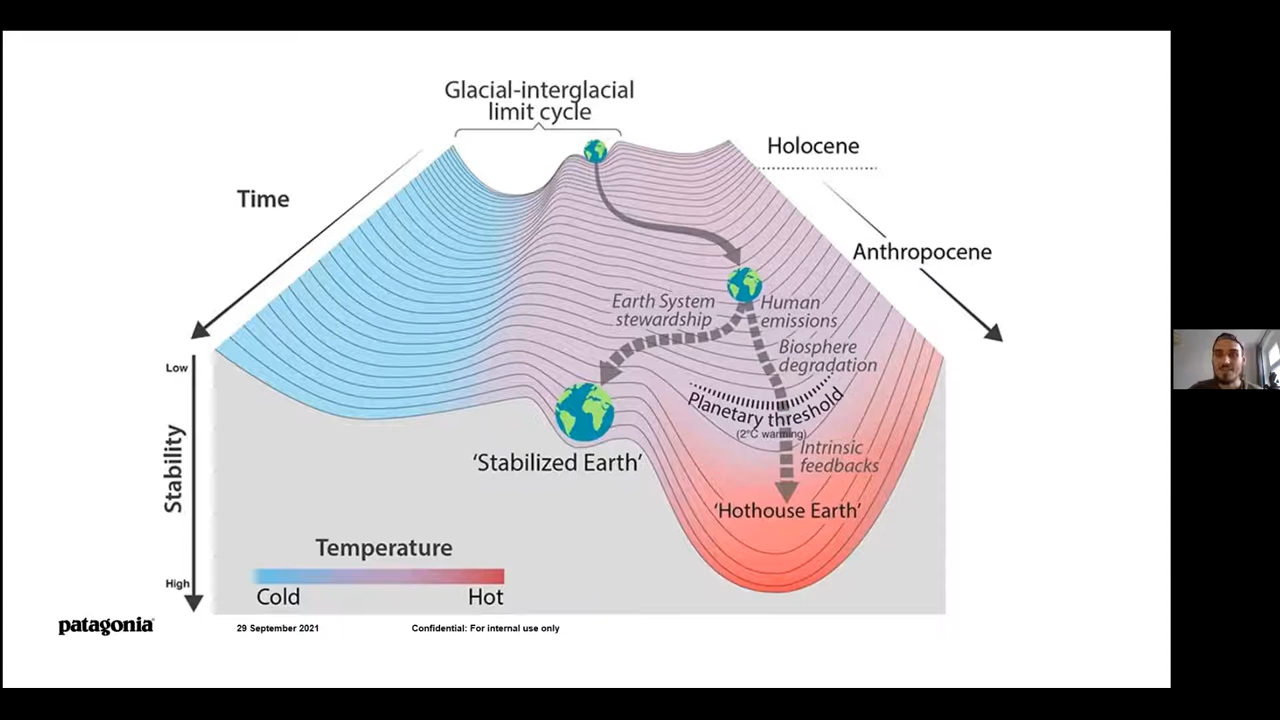 Glacial-interglacial
limit cycle
Holocene
Time
Anthropocene
Earth System
stewardship
Human
emissions
Biosphere
degradation
Low
Planetary threshold
(2°C warming)
Intrinsic
feedbacks
'Stabilized Earth'
Stability
'Hothouse Earth'
Temperature
High
Cold
Hot
patagonia
29 September 2021
Confidential: For internal use only